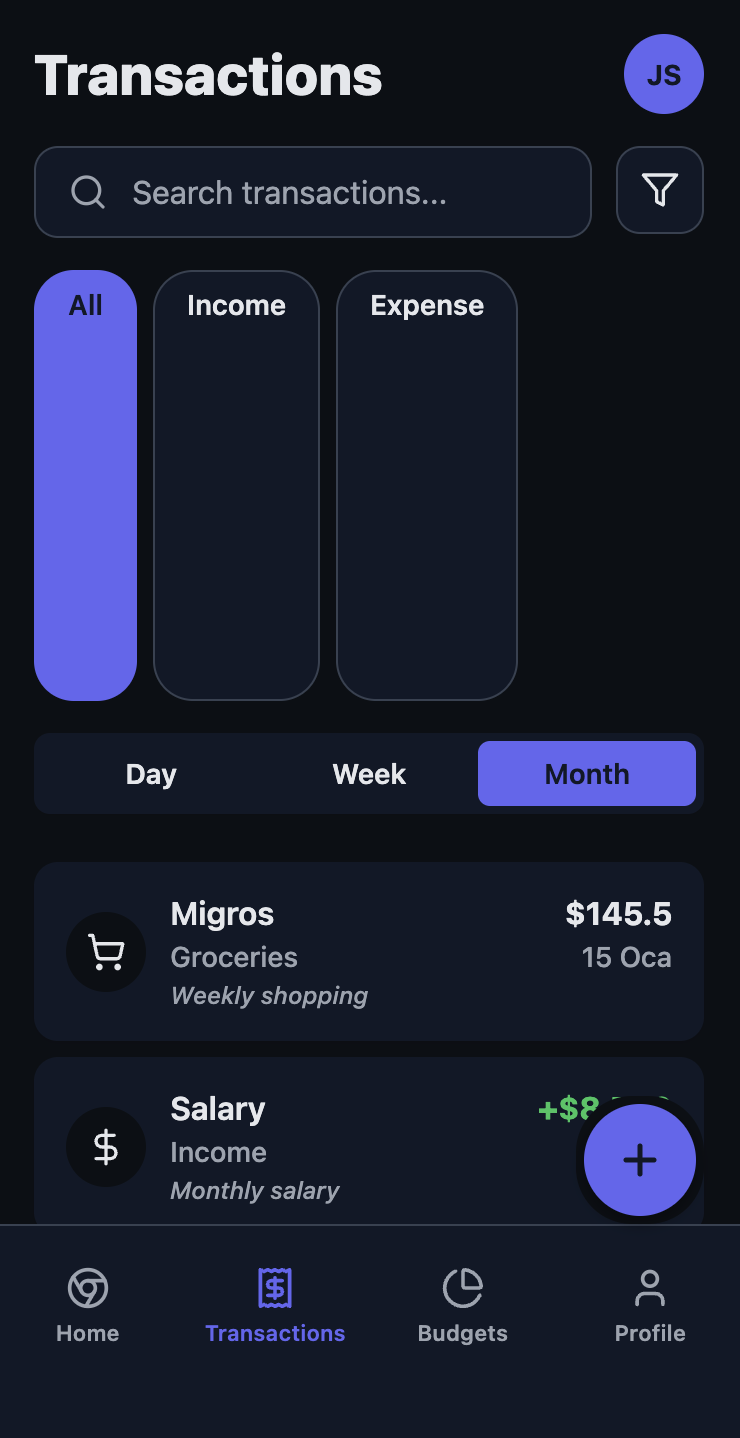 Transactions
JS
Search transactions...
All
Income
Expense
Day
Week
Month
Migros
$145.5
Groceries
15 Oca
Weekly shopping
Salary
+$8
Income
Monthly salary
Home
Transactions
Budgets
Profile